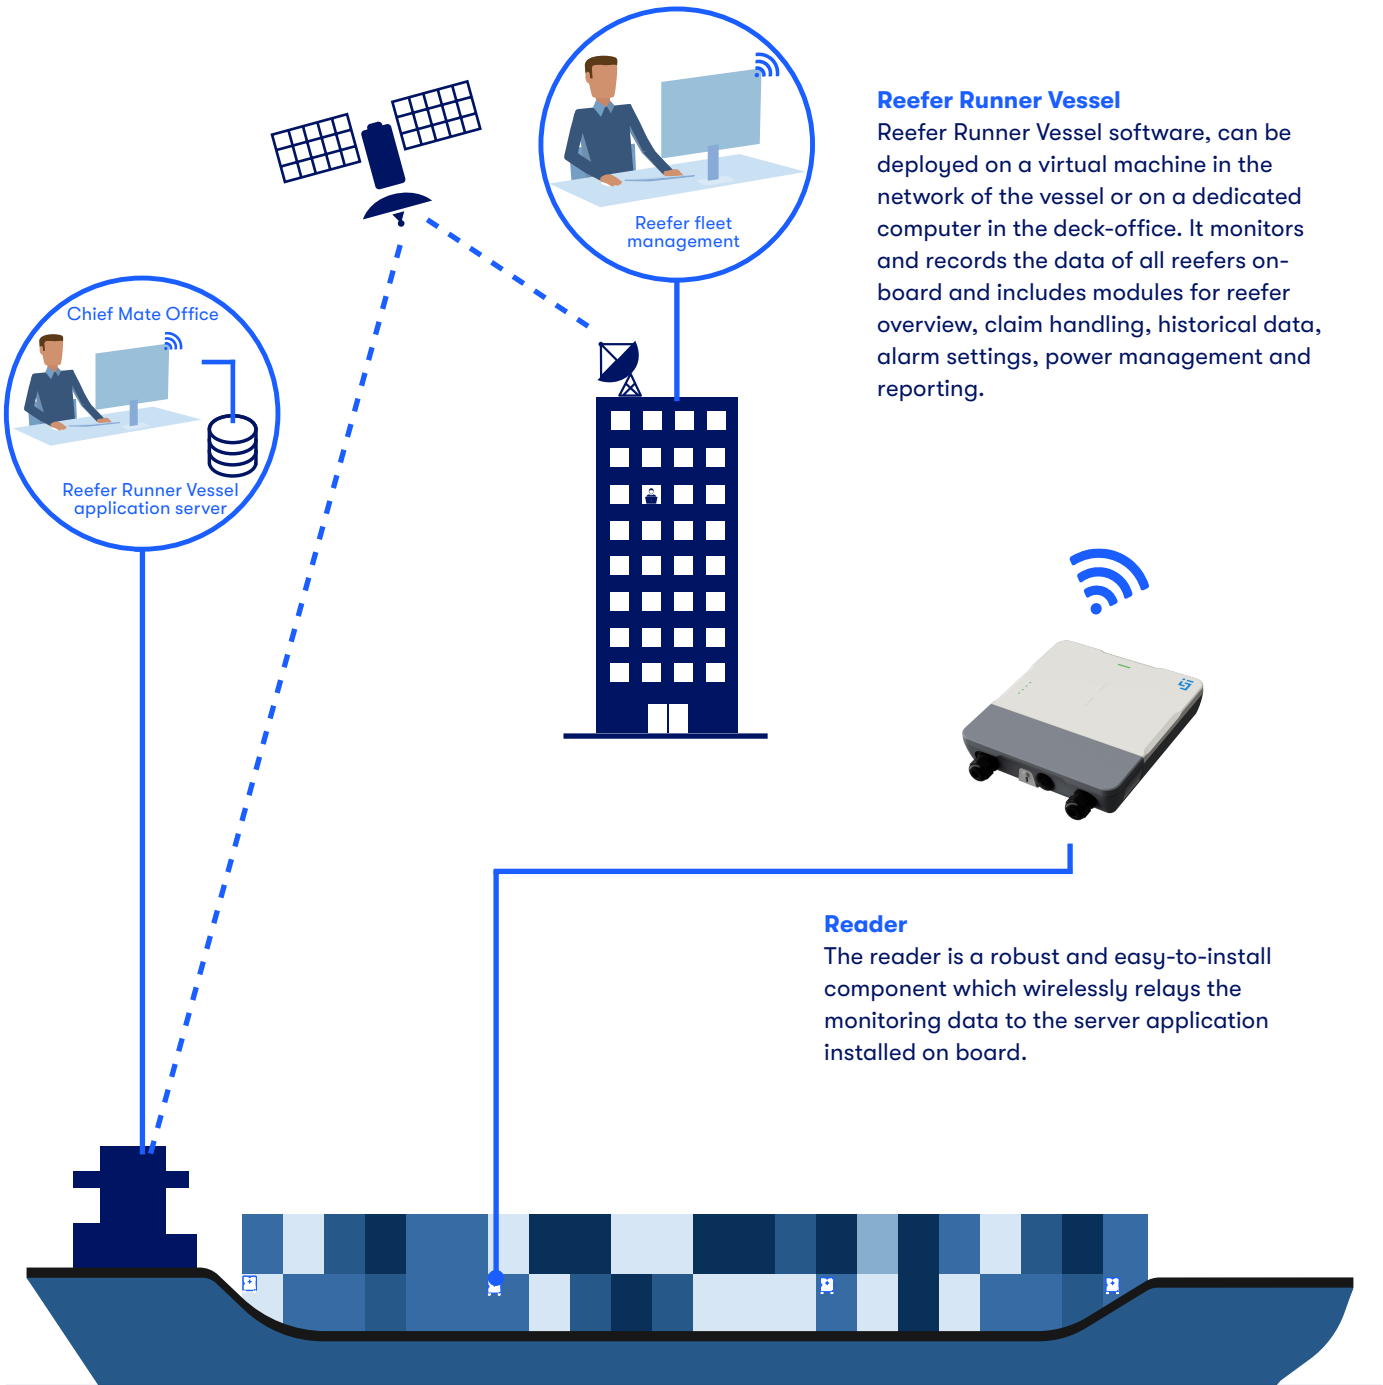 Reefer fleet
management
Reefer Runner Vessel
Reefer Runner Vessel software, can be
deployed on a virtual machine in the
network of the vessel or on a dedicated
computer in the deck-office. It monitors
and records the data of all reefers on-
board and includes modules for reefer
overview, claim handling, historical data,
alarm settings, power management and
reporting.
Chief Mate Office
Reefer Runner Vessel
application server
Reader
The reader is a robust and easy-to-install
component which wirelessly relays the
monitoring data to the server application
installed on board.